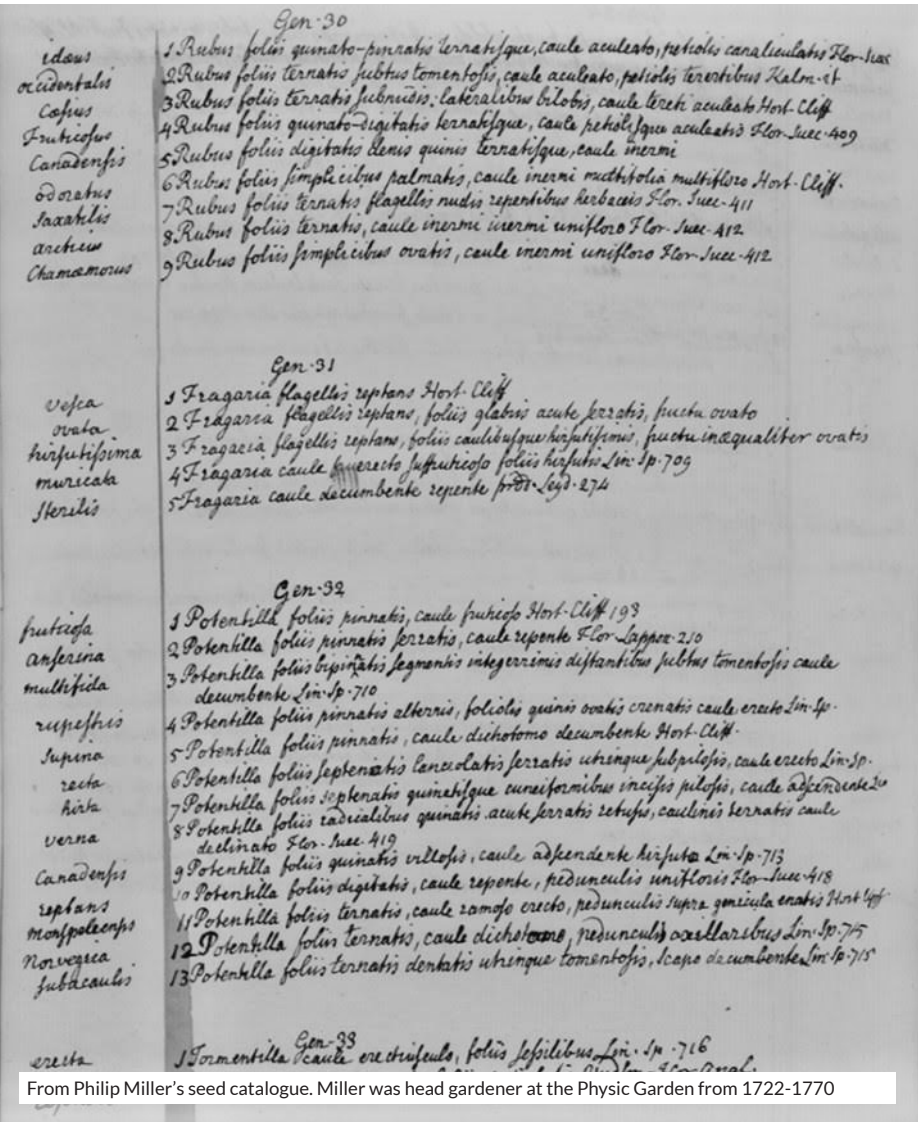 Gen·30
idæus 1 Rubus foliis quinato-pinnatis ternatisque, caule aculeato, petiolis canaliculatis Flor-Suec
occidentalis 2 Rubus foliis ternatis subtus tomentosis, caule aculeato, petiolis teretibus Kalm-it
Cæsius 3 Rubus foliis ternatis subnudis: lateralibus bilobis, caule tereti aculeato Hort-Cliff
Fruticosus 4 Rubus foliis quinato-digitatis ternatisque, caule petiolisque aculeatis Flor-Suec-409
Canadensis 5 Rubus foliis digitatis denis quinis ternatisque, caule inermi
odoratus 6 Rubus foliis simplicibus palmatis, caule inermi multifolio multifloro Hort-Cliff.
saxatilis 7 Rubus foliis ternatis flagellis nudis repentibus herbaceis Flor. Suec-411
arcticus 8 Rubus foliis ternatis, caule inermi inermi unifloro Flor-Suec-412
Chamæmorus 9 Rubus foliis simplicibus ovatis, caule inermi unifloro Flor-Suec-412
Gen·31
vesca 1 Fragaria flagellis reptans Hort-Cliff
ovata 2 Fragaria flagellis reptans, foliis glabris acute serratis, fructu ovato
hirsutissima 3 Fragaria flagellis reptans, foliis caulibusque hirsutissimis, fructu inæqualiter ovatis
muricata 4 Fragaria caule erecto suffruticoso foliis hirsutis Lin-Sp-709
Sterilis 5 Fragaria caule decumbente repente Leyd-274
Gen·32
fruticosa 1 Potentilla foliis pinnatis, caule fruticoso Hort-Cliff 193
anserina 2 Potentilla foliis pinnatis serratis, caule repente Flor-Lappon-210
multifida 3 Potentilla foliis bipinatis segmentis integerrimis distantibus subtus tomentosis caule
decumbente Lin-Sp-710
rupestris 4 Potentilla foliis pinnatis alternis, foliolis quinis ovatis crenatis caule erecto Lin-Sp-
Supina 5 Potentilla foliis pinnatis, caule dichotomo decumbente Hort-Cliff-
recta 6 Potentilla foliis septenatis lanceolatis serratis utrinque subpilosis, caule erecto Lin-Sp-
hirta 7 Potentilla foliis septenatis quinatisque cuneiformibus incisis pilosis, caule adscendente Lin
verna 8 Potentilla foliis radicalibus quinatis acute serratis retusis, caulinis ternatis caule
declinato Flor-Suec-419
Canadensis 9 Potentilla foliis quinatis villosis, caule adscendente hirsuto Lin-Sp-713
reptans 10 Potentilla foliis digitatis, caule repente, pedunculis unifloris Flor-Suec-418
monspeliensis 11 Potentilla foliis ternatis, caule ramoso erecto, pedunculis supra genicula enatis Hort-Ups
Norvegica 12 Potentilla foliis ternatis, caule dichotomo, pedunculis axillaribus Lin-Sp-715
subacaulis 13 Potentilla foliis ternatis dentatis utrinque tomentosis, scapo decumbente Lin-Sp-715
Gen-33
erecta 1 Tormentilla caule erectiusculo, foliis sessilibus Lin-Sp-716
From Philip Miller's seed catalogue. Miller was head gardener at the Physic Garden from 1722-1770